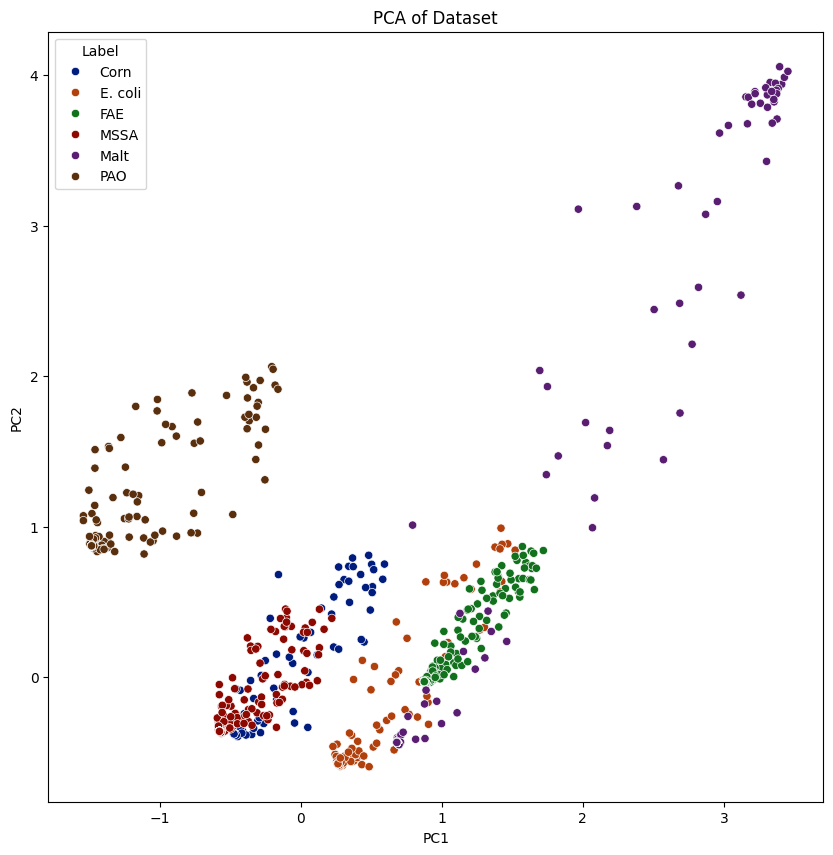 PCA of Dataset
Label
Corn
E. coli
FAE
MSSA
Malt
PAO
PC2
4
3
2
1
0
−1
0
1
2
3
PC1